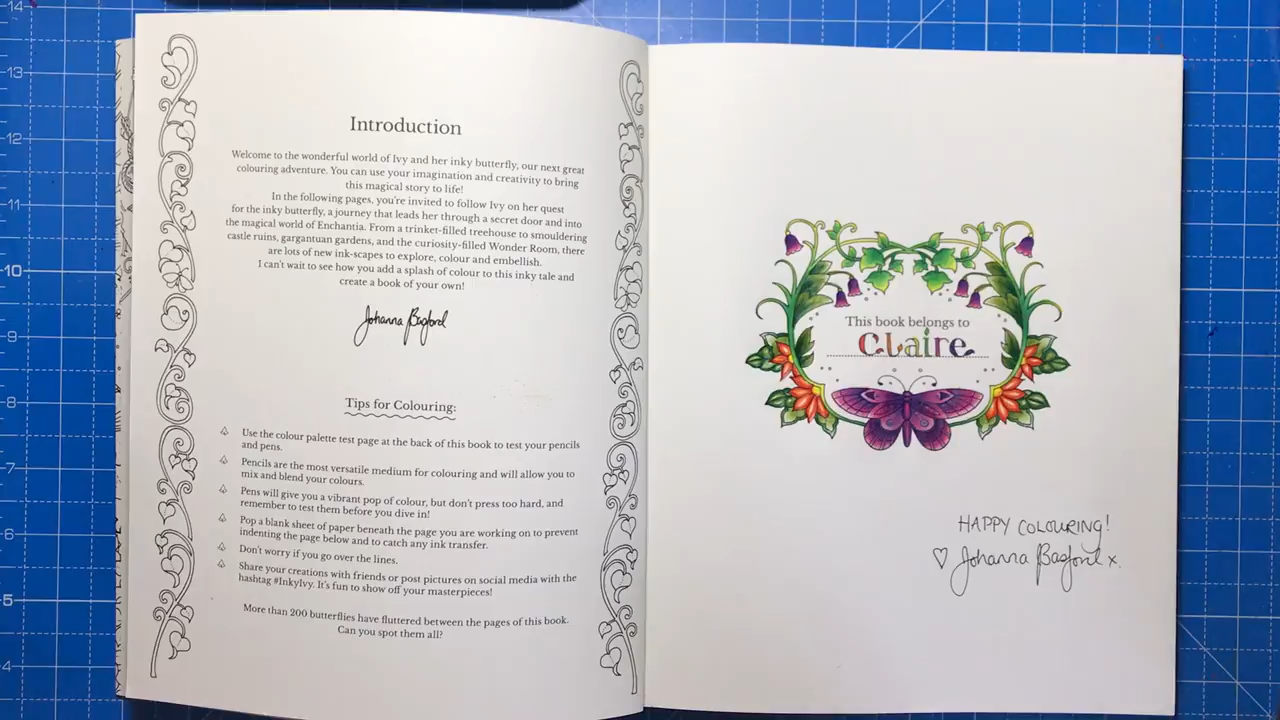 Introduction
Welcome to the wonderful world of Ivy and her inky butterfly, our next great
colouring adventure. You can use your imagination and creativity to bring
this magical story to life!
In the following pages, you're invited to follow Ivy on her quest
for the inky butterfly, a journey that leads her through a secret door and into
the magical world of Enchantia. From a trinket-filled treehouse to smouldering
castle ruins, gargantuan gardens, and the curiosity-filled Wonder Room, there
are lots of new ink-scapes to explore, colour and embellish.
I can't wait to see how you add a splash of colour to this inky tale and
create a book of your own!
Johanna Basford
Tips for Colouring:
Use the colour palette test page at the back of this book to test your pencils
and pens.
Pencils are the most versatile medium for colouring and will allow you to
mix and blend your colours.
Pens will give you a vibrant pop of colour, but don't press too hard, and
remember to test them before you dive in!
Pop a blank sheet of paper beneath the page you are working on to prevent
indenting the page below and to catch any ink transfer.
Don't worry if you go over the lines.
Share your creations with friends or post pictures on social media with the
hashtag #InkyIvy. It's fun to show off your masterpieces!
More than 200 butterflies have fluttered between the pages of this book.
Can you spot them all?
This book belongs to
Claire
HAPPY COLOURING!
♡ Johanna Basford x.
14
13
12
11
10
9
8
7
6
5
4